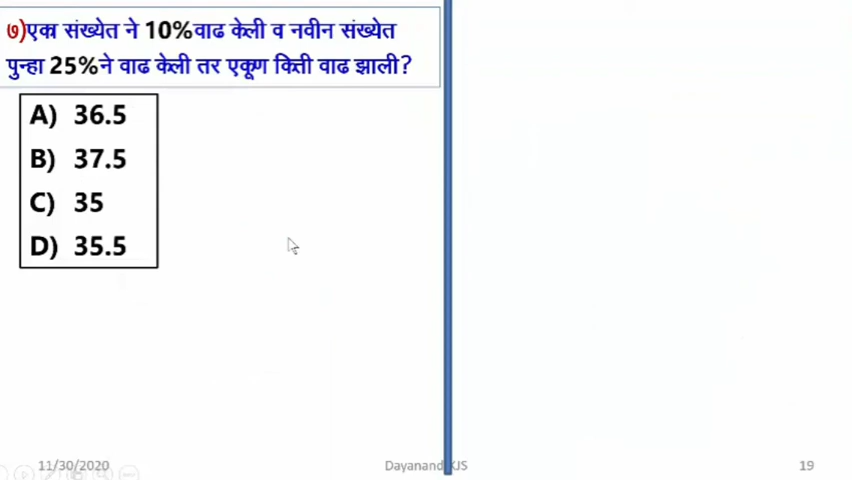 ७)एका संख्येत ने 10%वाढ केली व नवीन संख्येत
पुन्हा 25%ने वाढ केली तर एकूण किती वाढ झाली?
A) 36.5
B) 37.5
C) 35
D) 35.5
11/30/2020
Dayanand KJS
19